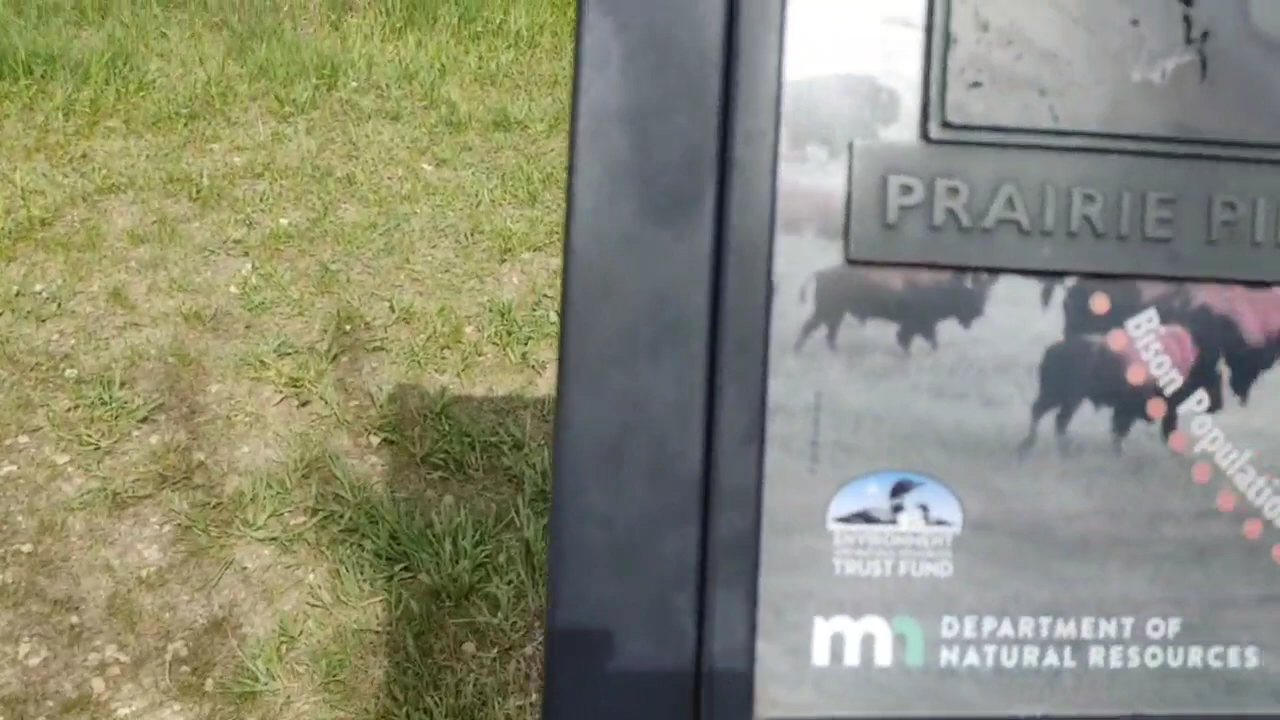 PRAIRIE PI
Bison Populatio
ENVIRONMENT
TRUST FUND
mn DEPARTMENT OF
NATURAL RESOURCES